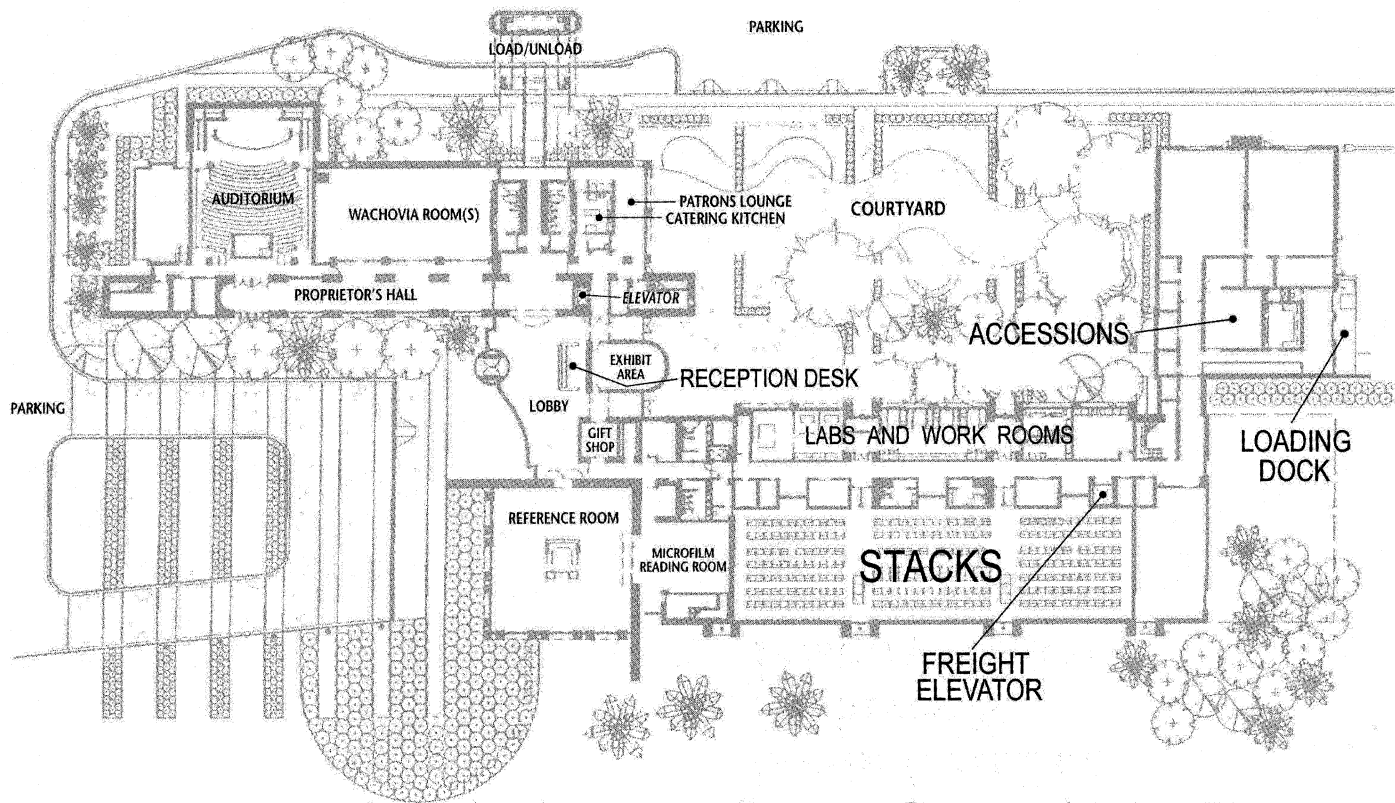 PARKING
LOAD/UNLOAD
AUDITORIUM
WACHOVIA ROOM(S)
PATRONS LOUNGE
CATERING KITCHEN
COURTYARD
PROPRIETOR'S HALL
ELEVATOR
ACCESSIONS
EXHIBIT
AREA
RECEPTION DESK
LOBBY
PARKING
GIFT
SHOP
LABS AND WORK ROOMS
LOADING
DOCK
REFERENCE ROOM
MICROFILM
READING ROOM
STACKS
FREIGHT
ELEVATOR